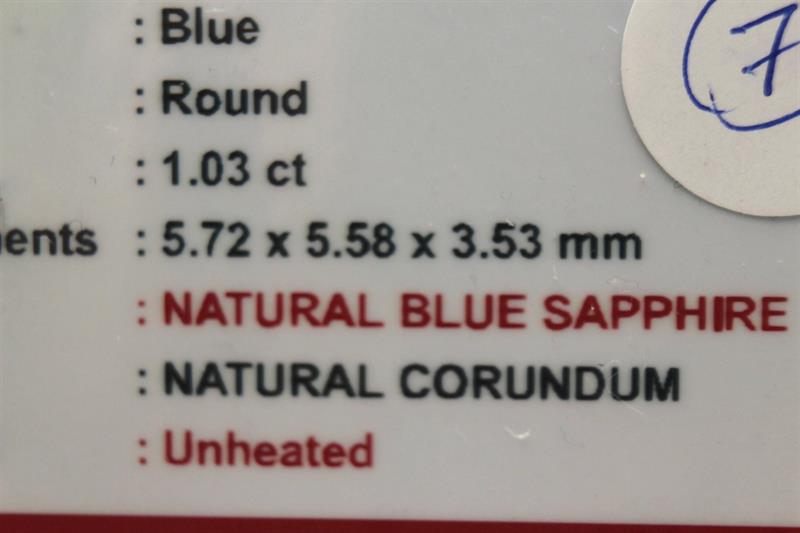 : Blue
: Round
: 1.03 ct
ents : 5.72 x 5.58 x 3.53 mm
: NATURAL BLUE SAPPHIRE
: NATURAL CORUNDUM
: Unheated
7